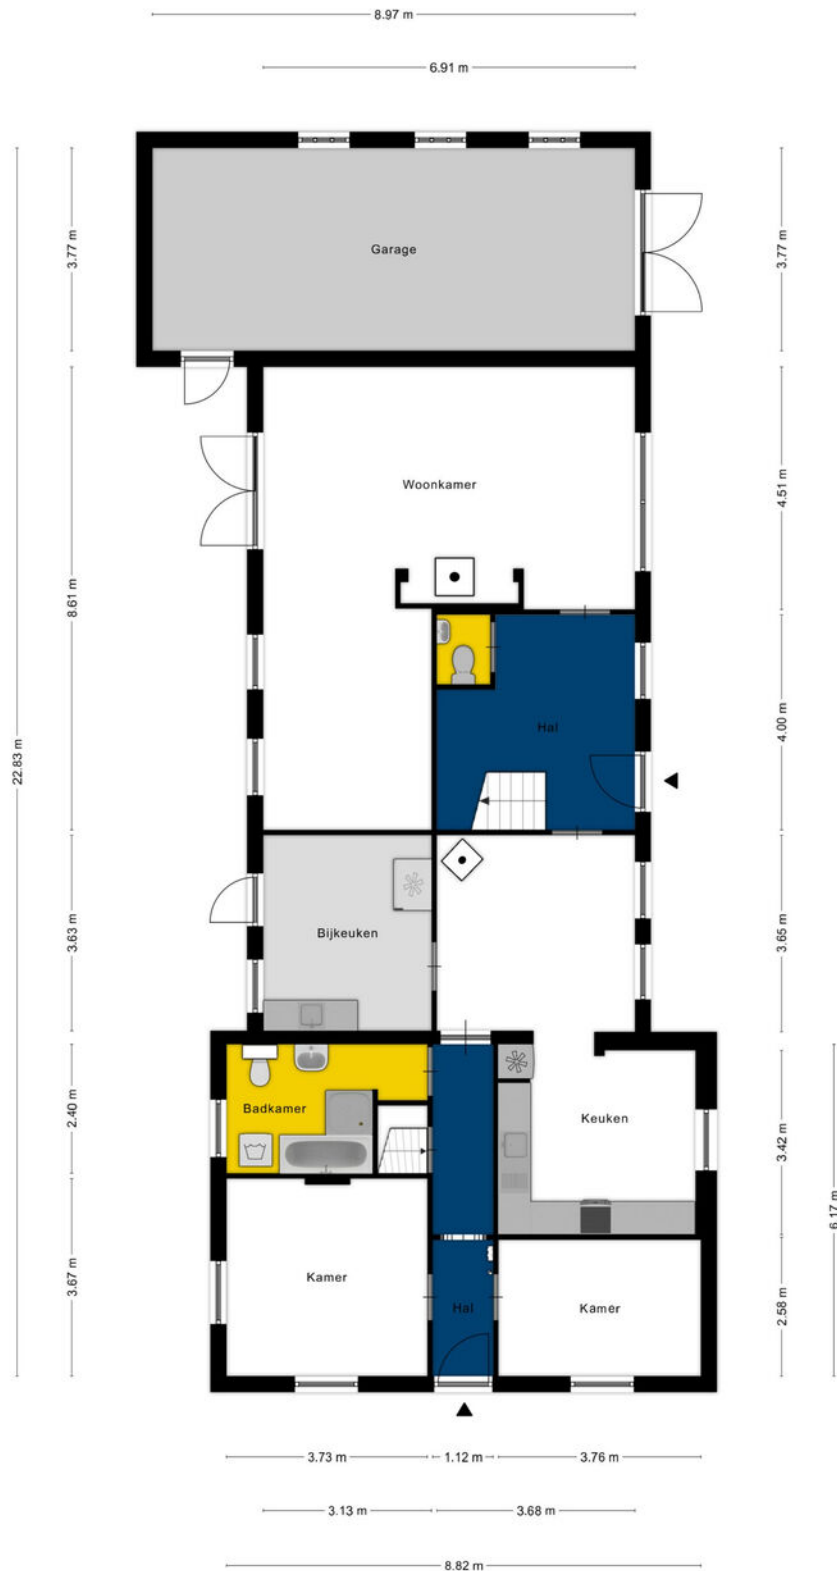 8.97 m
6.91 m
3.77 m
Garage
3.77 m
Woonkamer
4.51 m
8.61 m
22.83 m
Hal
4.00 m
Bijkeuken
3.63 m
3.65 m
Badkamer
2.40 m
Keuken
3.42 m
6.17 m
Kamer
3.67 m
Hal
Kamer
2.58 m
3.73 m
1.12 m
3.76 m
3.13 m
3.68 m
8.82 m